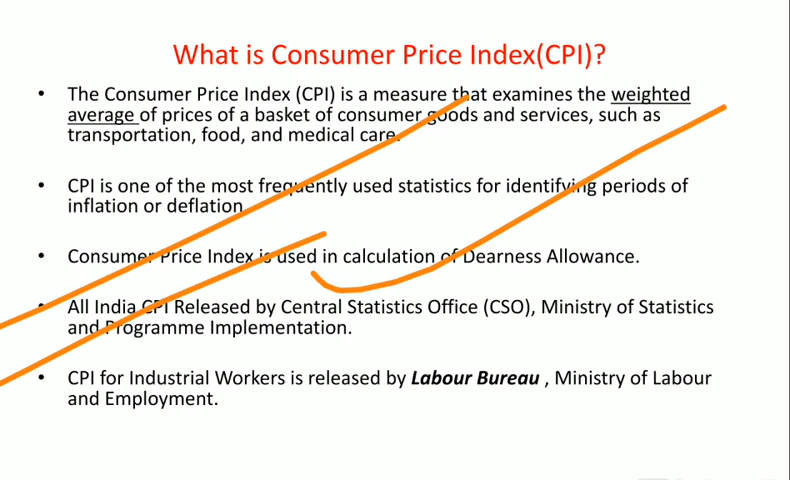 What is Consumer Price Index(CPI)?
• The Consumer Price Index (CPI) is a measure that examines the weighted
average of prices of a basket of consumer goods and services, such as
transportation, food, and medical care.
• CPI is one of the most frequently used statistics for identifying periods of
inflation or deflation
• Consumer Price Index is used in calculation of Dearness Allowance.
• All India CPI Released by Central Statistics Office (CSO), Ministry of Statistics
and Programme Implementation.
• CPI for Industrial Workers is released by Labour Bureau , Ministry of Labour
and Employment.